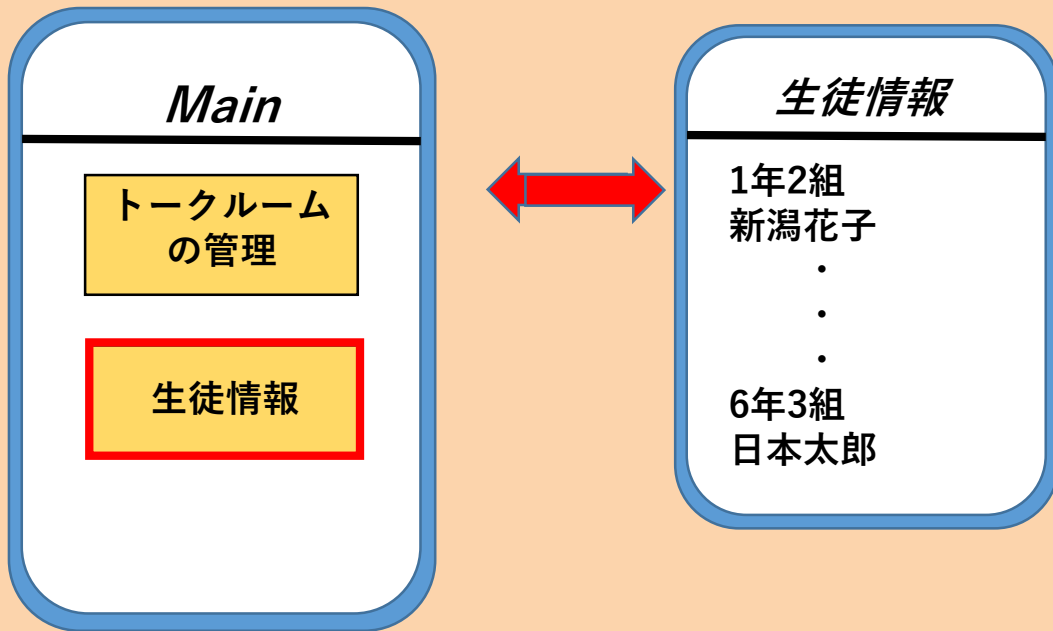 Main
トークルーム
の管理
生徒情報
生徒情報
1年2組
新潟花子
・
・
・
6年3組
日本太郎